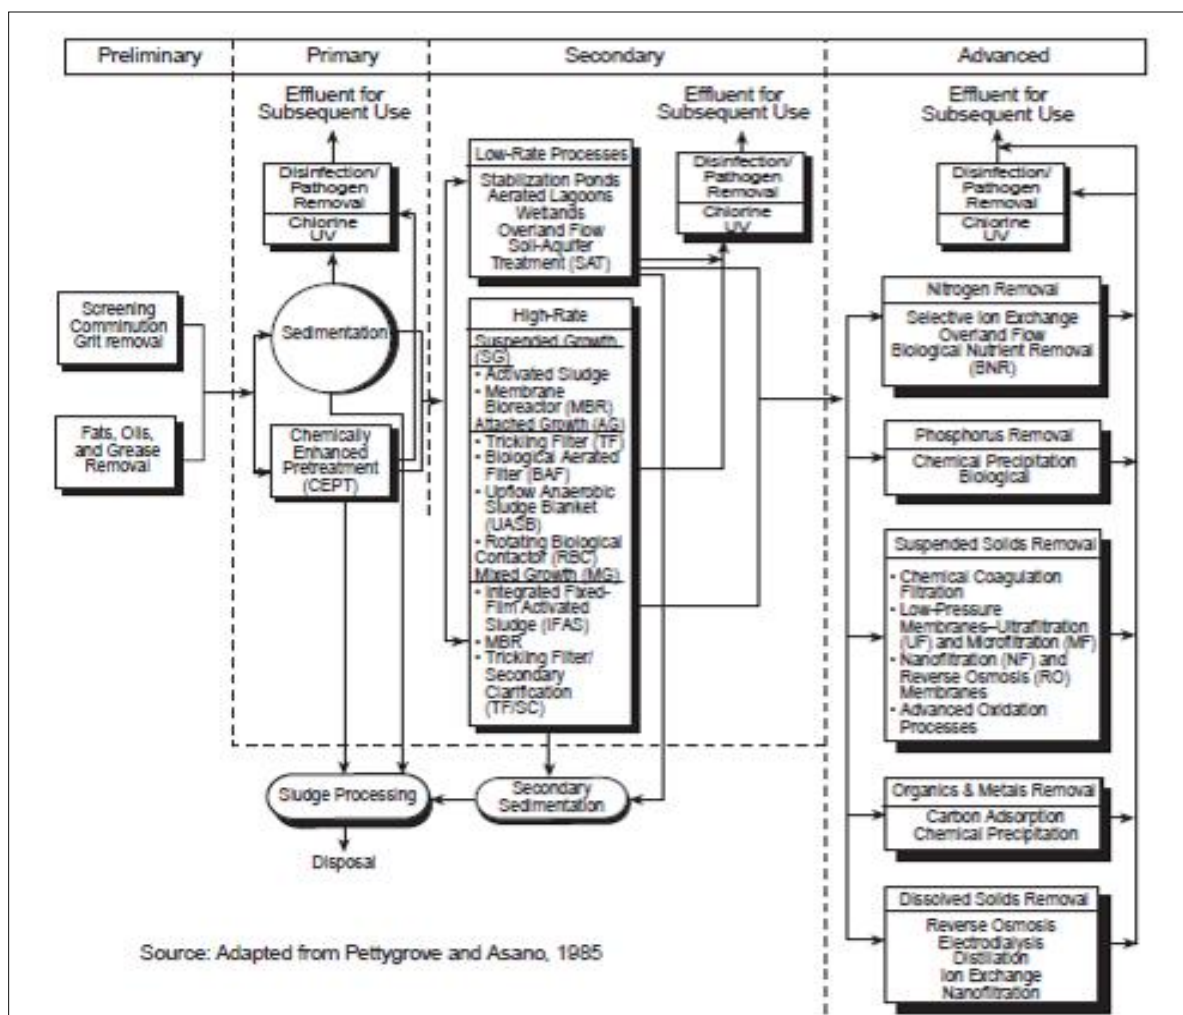 Preliminary
Primary
Secondary
Advanced
Effluent for
Subsequent Use
Disinfection/
Pathogen
Removal
Chlorine
UV
Screening
Comminution
Grit removal
Fats, Oils,
and Grease
Removal
Sedimentation
Chemically
Enhanced
Pretreatment
(CEPT)
Low-Rate Processes
Stabilization Ponds
Aerated Lagoons
Wetlands
Overland Flow
Soil-Aquifer
Treatment (SAT)
High-Rate
Suspended Growth
(SG)
• Activated Sludge
• Membrane
Bioreactor (MBR)
Attached Growth (AG)
• Trickling Filter (TF)
• Biological Aerated
Filter (BAF)
• Upflow Anaerobic
Sludge Blanket
(UASB)
• Rotating Biological
Contactor (RBC)
Mixed Growth (MG)
• Integrated Fixed-
Film Activated
Sludge (IFAS)
• MBR
• Trickling Filter/
Secondary
Clarification
(TF/SC)
Effluent for
Subsequent Use
Disinfection/
Pathogen
Removal
Chlorine
UV
Sludge Processing
Secondary
Sedimentation
Disposal
Effluent for
Subsequent Use
Disinfection/
Pathogen
Removal
Chlorine
UV
Nitrogen Removal
Selective Ion Exchange
Overland Flow
Biological Nutrient Removal
(BNR)
Phosphorus Removal
Chemical Precipitation
Biological
Suspended Solids Removal
• Chemical Coagulation
Filtration
• Low-Pressure
Membranes–Ultrafiltration
(UF) and Microfiltration (MF)
• Nanofiltration (NF) and
Reverse Osmosis (RO)
Membranes
• Advanced Oxidation
Processes
Organics & Metals Removal
Carbon Adsorption
Chemical Precipitation
Dissolved Solids Removal
Reverse Osmosis
Electrodialysis
Distillation
Ion Exchange
Nanofiltration
Source: Adapted from Pettygrove and Asano, 1985